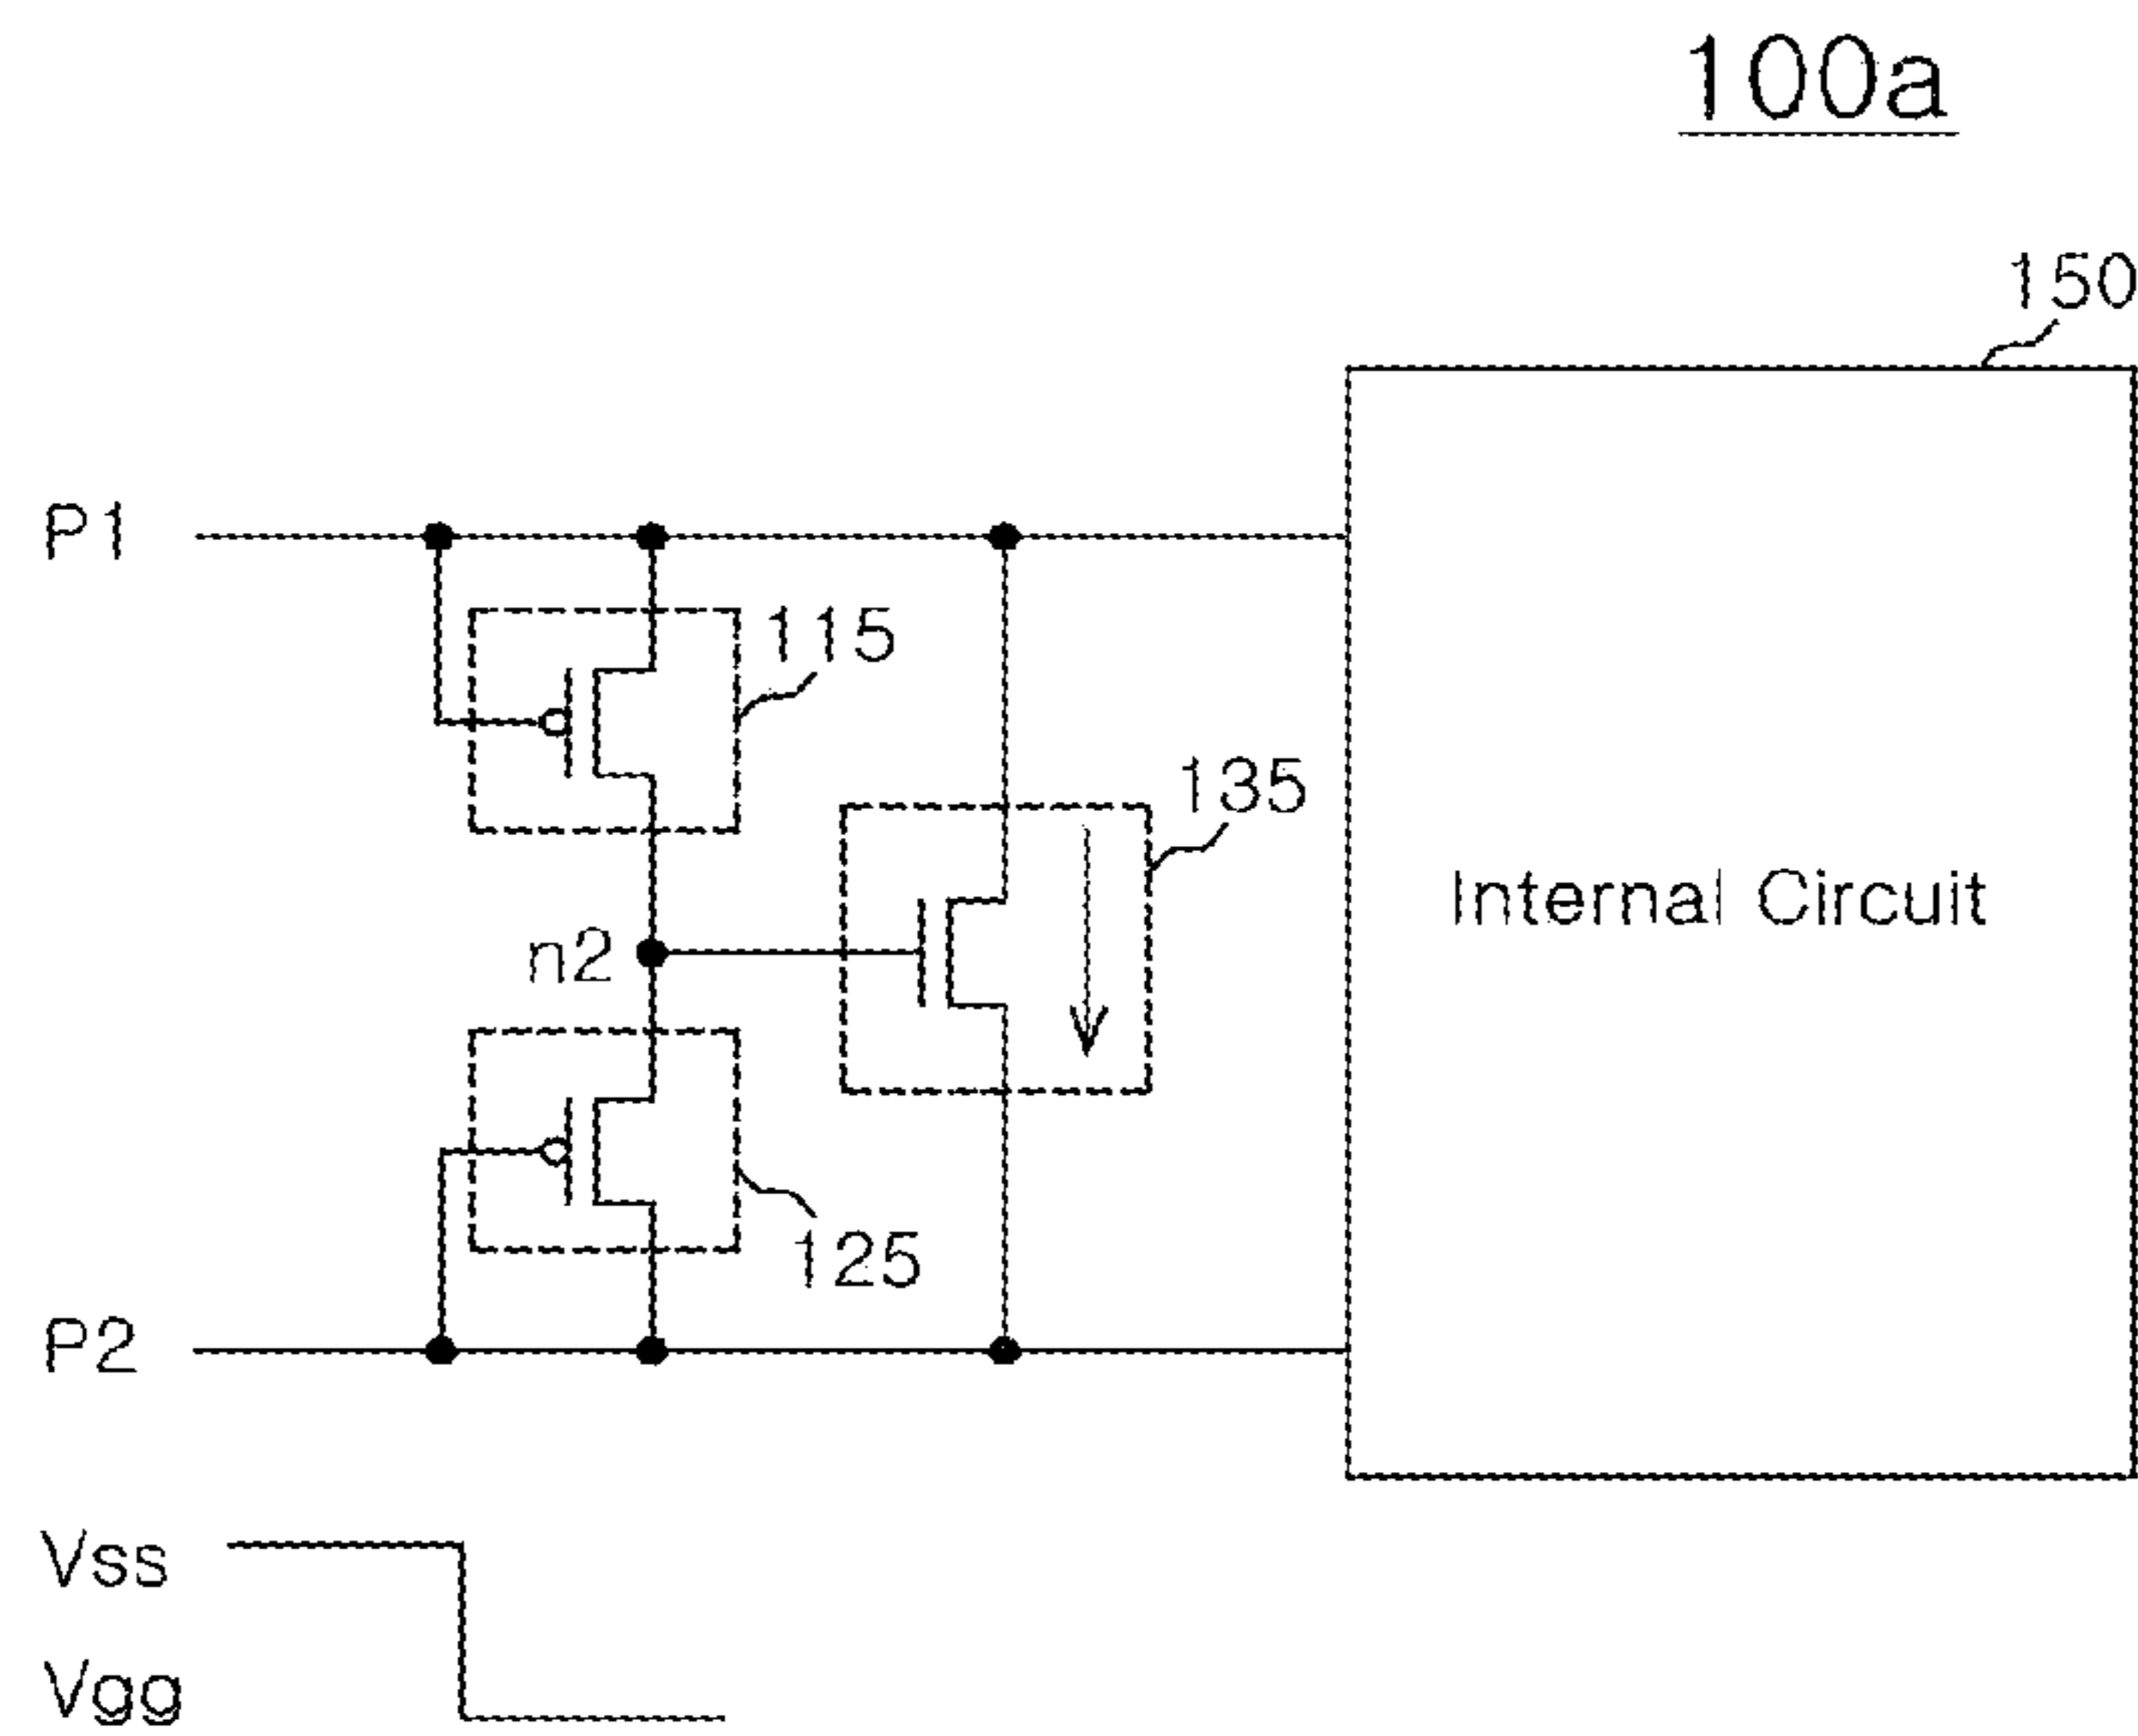 100a
150
P1
115
135
Internal Circuit
n2
125
P2
Vss
Vgg